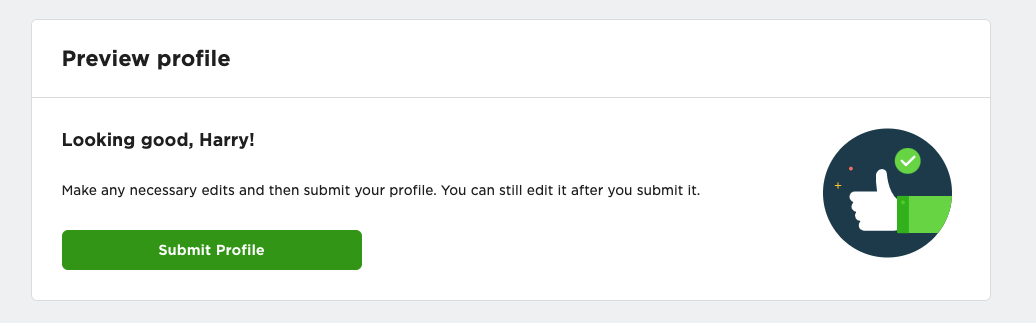 Preview profile
Looking good, Harry!
Make any necessary edits and then submit your profile. You can still edit it after you submit it.
Submit Profile